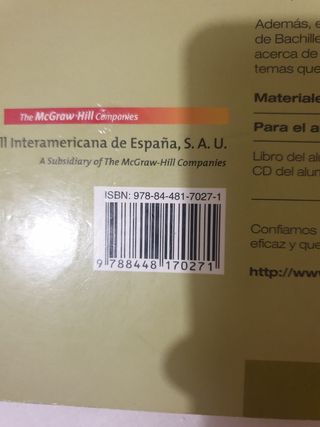 Además, e
de Bachille
acerca de
temas que
The McGraw·Hill Companies
ll Interamericana de España, S. A. U.
A Subsidiary of The McGraw-Hill Companies
Materiale
Para el a
Libro del al
CD del alum
ISBN: 978-84-481-7027-1
9 788448 170271
Confiamos
eficaz y que
http://www